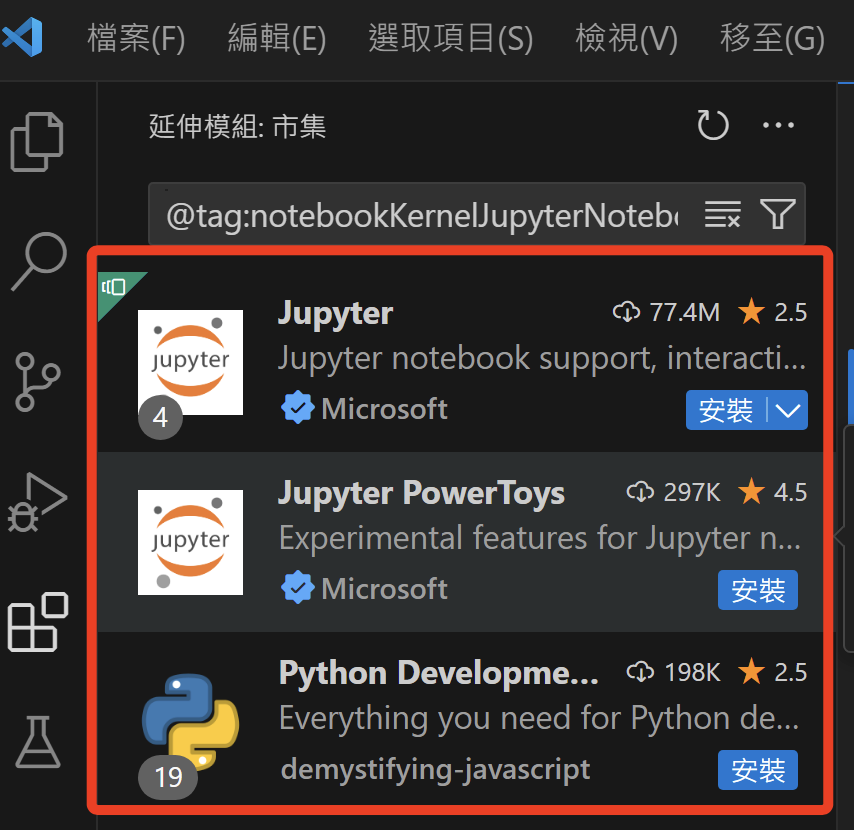 檔案(F) 編輯(E) 選取項目(S) 檢視(V) 移至(G)
延伸模組: 市集
@tag:notebookKernelJupyterNotebo
Jupyter 77.4M 2.5
jupyter
Jupyter notebook support, interacti...
4 Microsoft 安裝
Jupyter PowerToys 297K 4.5
jupyter
Experimental features for Jupyter n...
Microsoft 安裝
Python Developme... 198K 2.5
Everything you need for Python de...
19 demystifying-javascript 安裝